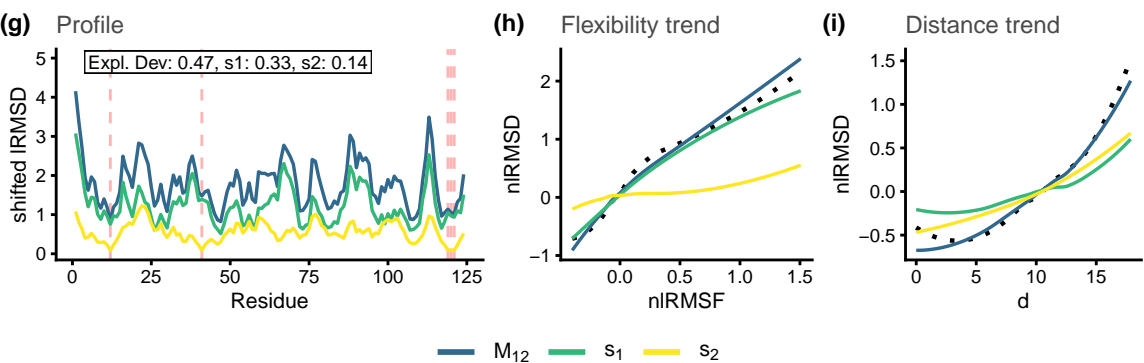 (g) Profile
Expl. Dev: 0.47, s1: 0.33, s2: 0.14
shifted lRMSD
5
4
3
2
1
0
0 25 50 75 100 125
Residue
(h) Flexibility trend
nlRMSD
2
1
0
−1
0.0 0.5 1.0 1.5
nlRMSF
(i) Distance trend
nlRMSD
1.5
1.0
0.5
0.0
−0.5
0 5 10 15
d
M12 s1 s2